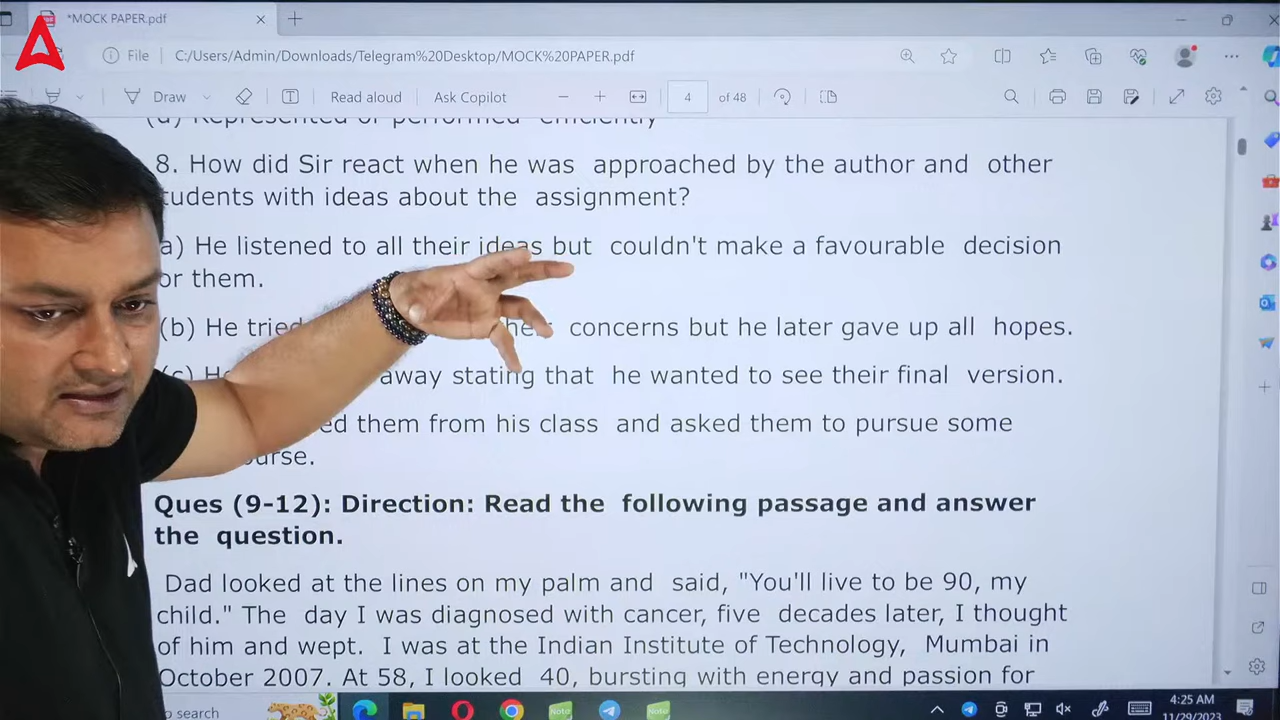 *MOCK PAPER.pdf
File C:/Users/Admin/Downloads/Telegram%20Desktop/MOCK%20PAPER.pdf
Draw Read aloud Ask Copilot 4 of 48
(d) Represented or performed efficiently
8. How did Sir react when he was approached by the author and other
tudents with ideas about the assignment?
a) He listened to all their ideas but couldn't make a favourable decision
or them.
(b) He tried concerns but he later gave up all hopes.
(c) away stating that he wanted to see their final version.
ed them from his class and asked them to pursue some
urse.
Ques (9-12): Direction: Read the following passage and answer
the question.
Dad looked at the lines on my palm and said, "You'll live to be 90, my
child." The day I was diagnosed with cancer, five decades later, I thought
of him and wept. I was at the Indian Institute of Technology, Mumbai in
October 2007. At 58, I looked 40, bursting with energy and passion for
search
4:25 AM
11/29/2023